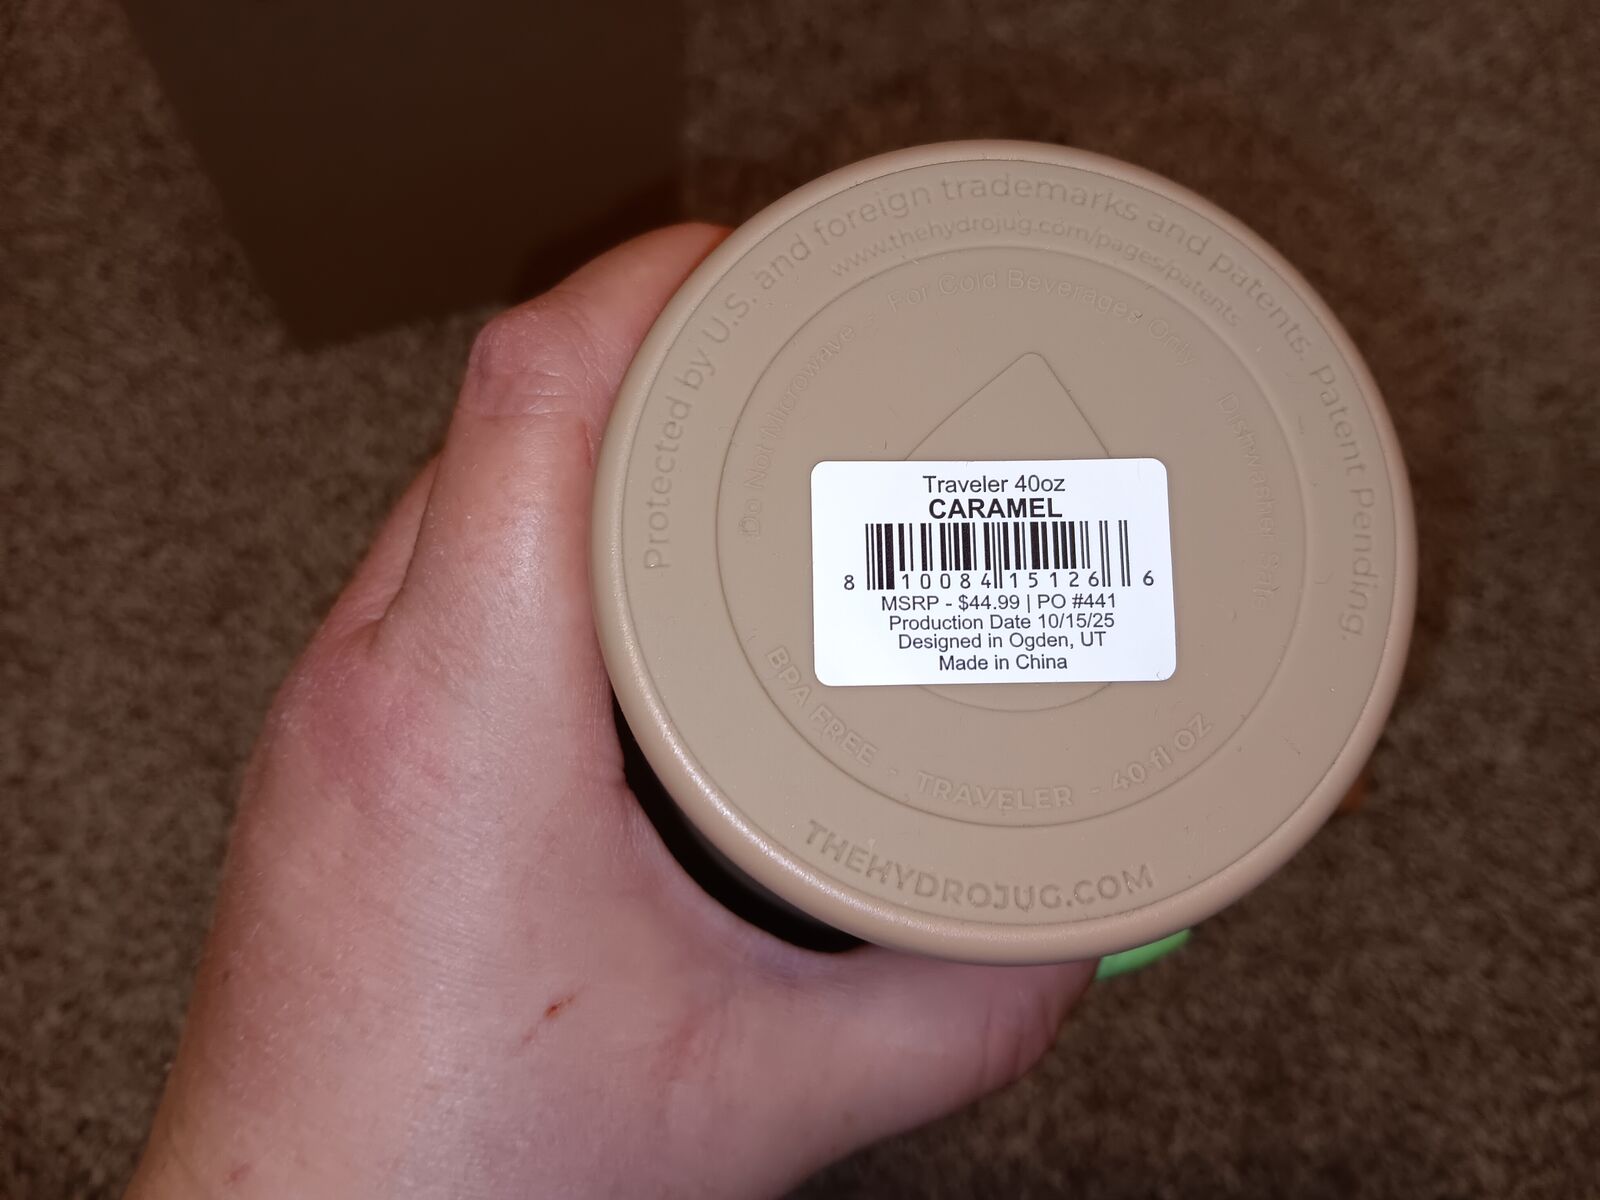 Protected by U.S. and foreign trademarks and patents. Patent Pending.
www.thehydrojug.com/pages/patents
Do Not Microwave - For Cold Beverages Only - Dishwasher Safe
Traveler 40oz
CARAMEL
8 10084 15126 6
MSRP - $44.99 | PO #441
Production Date 10/15/25
Designed in Ogden, UT
Made in China
BPA FREE - TRAVELER - 40 fl OZ
THEHYDROJUG.COM